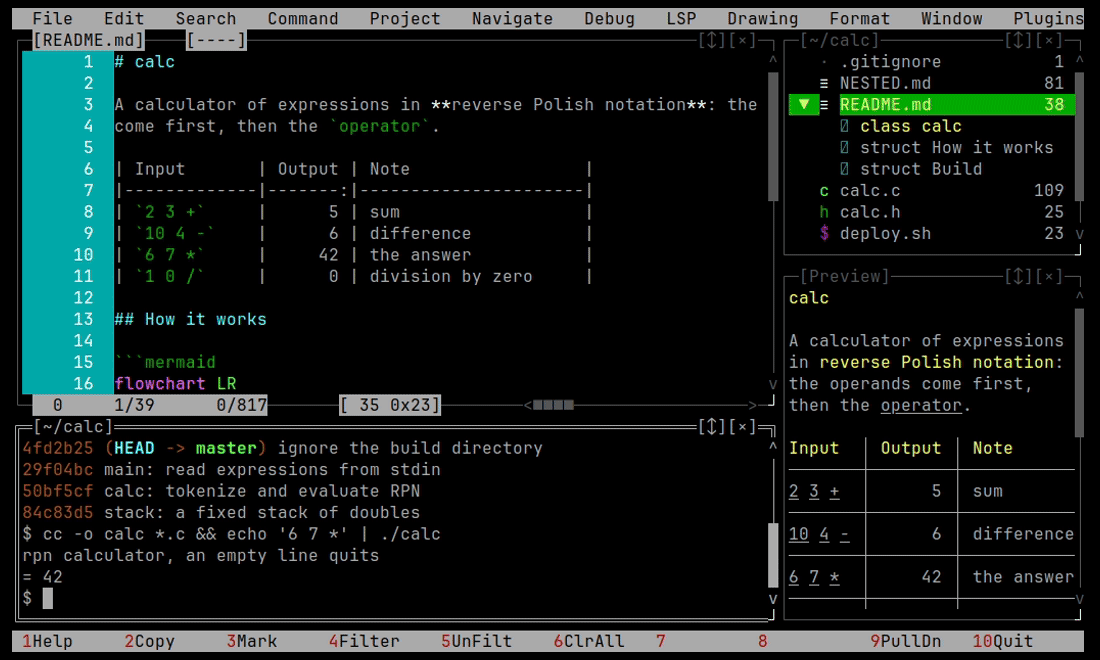 File Edit Search Command Project Navigate Debug LSP Drawing Format Window Plugins
[README.md] [----] [↕][×]
1 # calc
2
3 A calculator of expressions in **reverse Polish notation**: the
4 come first, then the `operator`.
5
6 | Input | Output | Note |
7 |-------------|-------:|----------------------|
8 | `2 3 +` | 5 | sum |
9 | `10 4 -` | 6 | difference |
10 | `6 7 *` | 42 | the answer |
11 | `1 0 /` | 0 | division by zero |
12
13 ## How it works
14
15 ```mermaid
16 flowchart LR
0 1/39 0/817 [ 35 0x23]
[~/calc] [↕][×]
· .gitignore 1
≡ NESTED.md 81
▼ ≡ README.md 38
class calc
struct How it works
struct Build
c calc.c 109
h calc.h 25
$ deploy.sh 23
[Preview] [↕][×]
calc
A calculator of expressions
in reverse Polish notation:
the operands come first,
then the operator.
Input Output Note
2 3 + 5 sum
10 4 - 6 difference
6 7 * 42 the answer
[~/calc] [↕][×]
4fd2b25 (HEAD -> master) ignore the build directory
29f04bc main: read expressions from stdin
50bf5cf calc: tokenize and evaluate RPN
84c83d5 stack: a fixed stack of doubles
$ cc -o calc *.c && echo '6 7 *' | ./calc
rpn calculator, an empty line quits
= 42
$
1Help 2Copy 3Mark 4Filter 5UnFilt 6ClrAll 7 8 9PullDn 10Quit